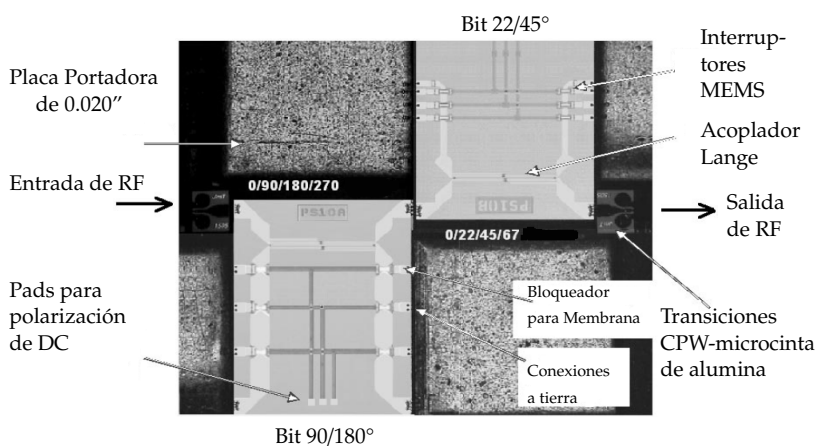 Bit 22/45°
Placa Portadora
de 0.020”
Interrup-
tores
MEMS
Acoplador
Lange
Entrada de RF
0/90/180/270
PS10A
PS10B
Salida
de RF
0/22/45/67
Pads para
polarización
de DC
Bloqueador
para Membrana
Conexiones
a tierra
Transiciones
CPW-microcinta
de alumina
Bit 90/180°